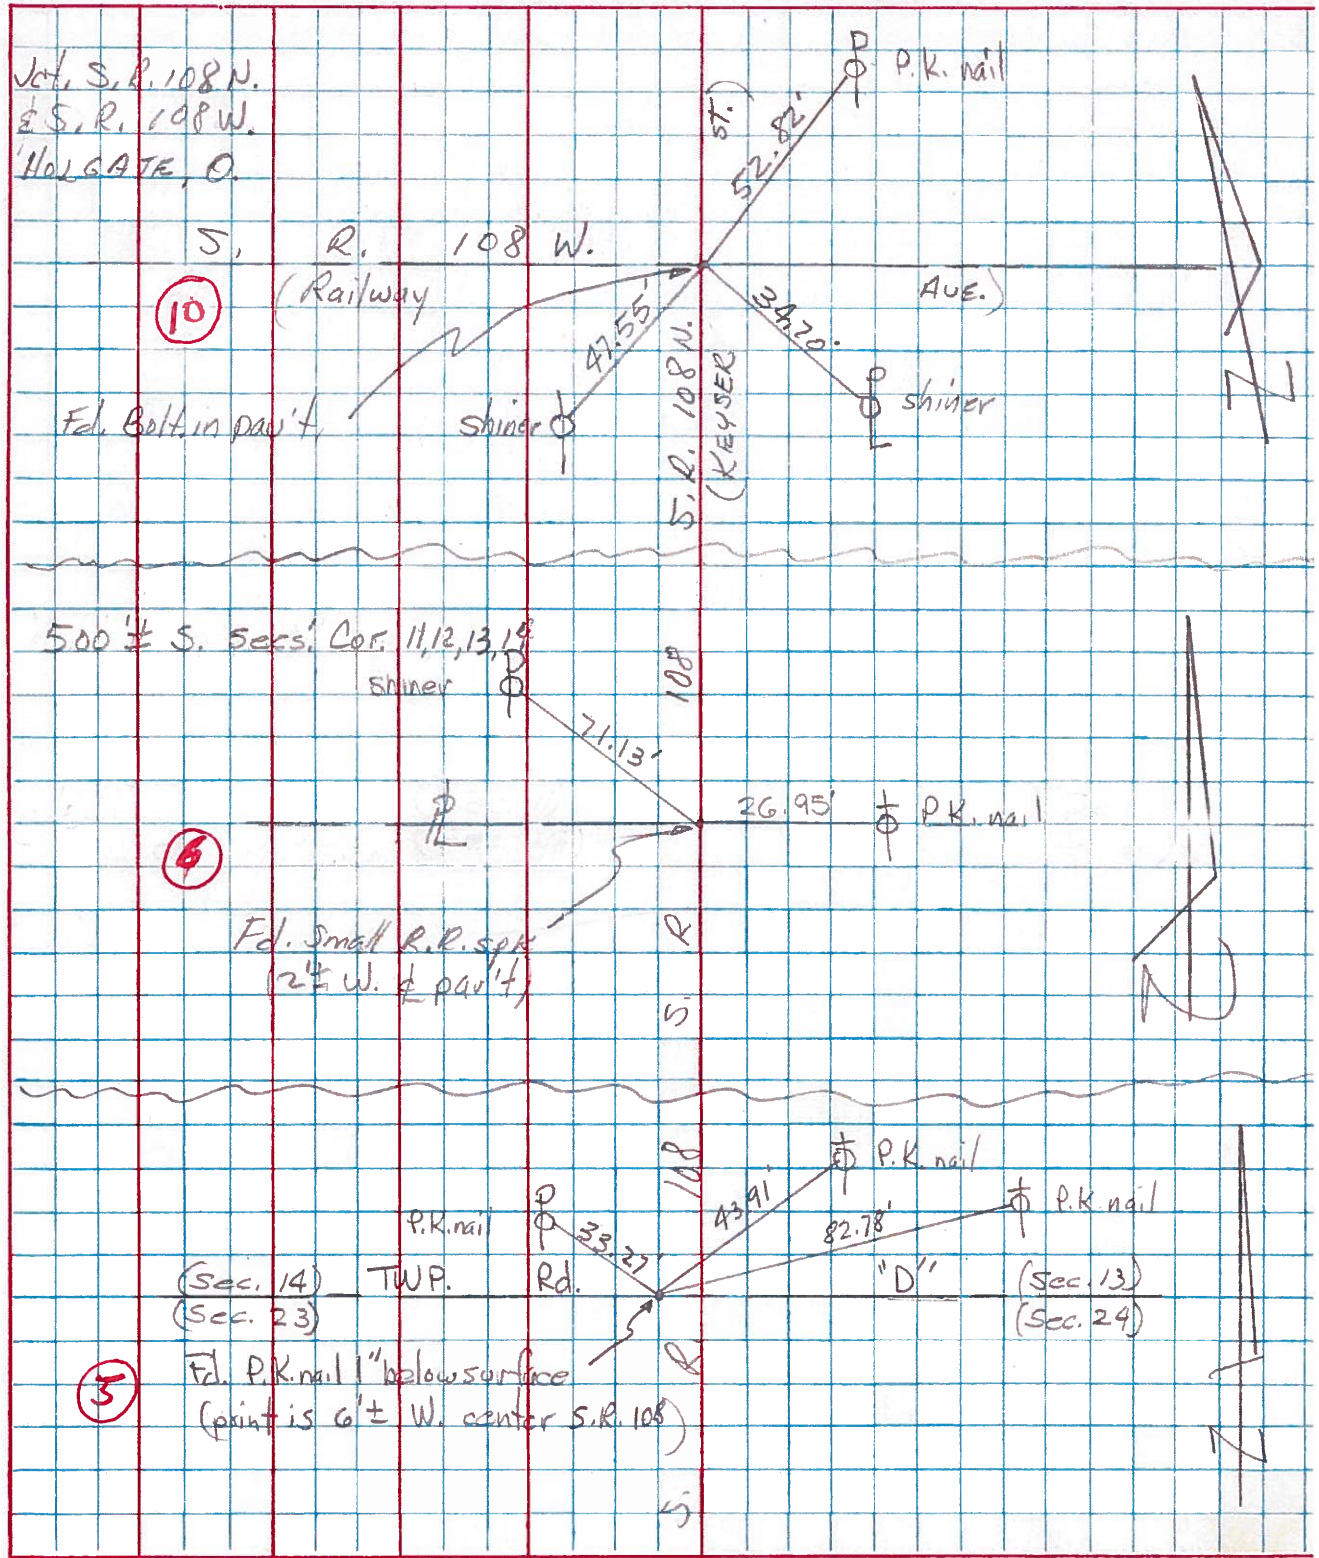 Jct. S.R. 108 N.
& S.R. 108 W.
HOLGATE, O.
P.K. nail
52.82'
ST.)
S. R. 108 W.
(Railway
AVE.)
10
47.55'
34.70'
Fd. Bolt in pav't.
shiner
shiner
S.R. 108 N.
(KEYSER
N
500'± S. Secs. Cor. 11,12,13,14
shiner
108
71.13'
26.95'
P.K. nail
PL
6
Fd. Small R.R. spk
(2'± W. ₵ pav't)
S. R
108
P.K. nail
43.91'
P.K. nail
82.78'
P.K. nail
33.27'
(Sec. 14) TWP. Rd. "D" (Sec. 13)
(Sec. 23) (Sec. 24)
Fd. P.K. nail 1" below surface
(point is 6'± W. center S.R. 108)
5
S R
N